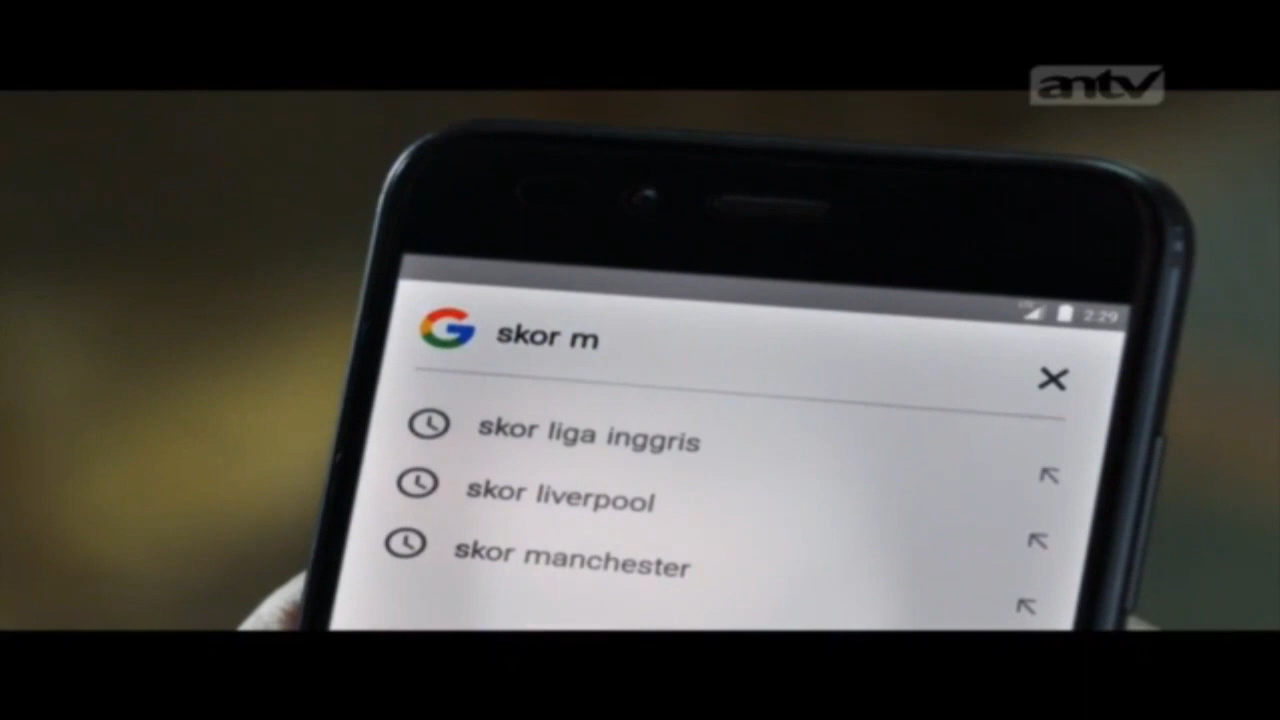 antv
2:29
skor m
skor liga inggris
skor liverpool
skor manchester